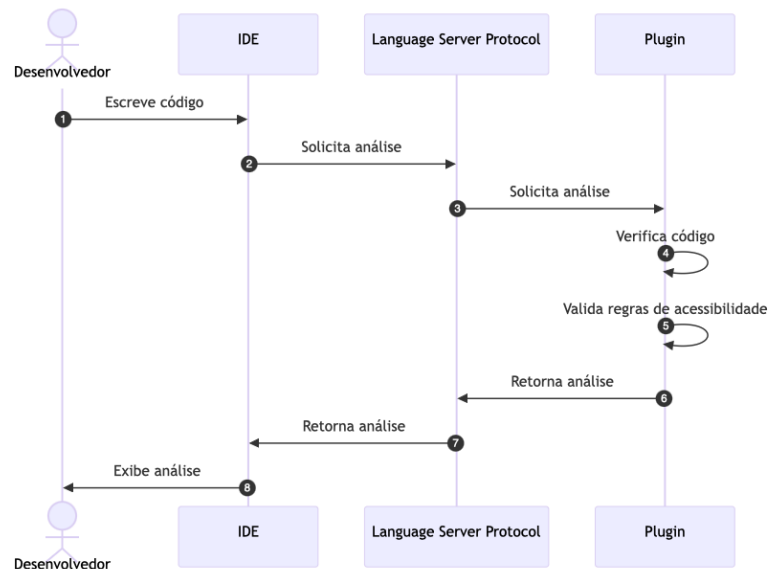 Desenvolvedor
IDE
Language Server Protocol
Plugin
Escreve código
1
Solicita análise
2
Solicita análise
3
Verifica código
4
Valida regras de acessibilidade
5
Retorna análise
6
Retorna análise
7
Exibe análise
8
Desenvolvedor
IDE
Language Server Protocol
Plugin